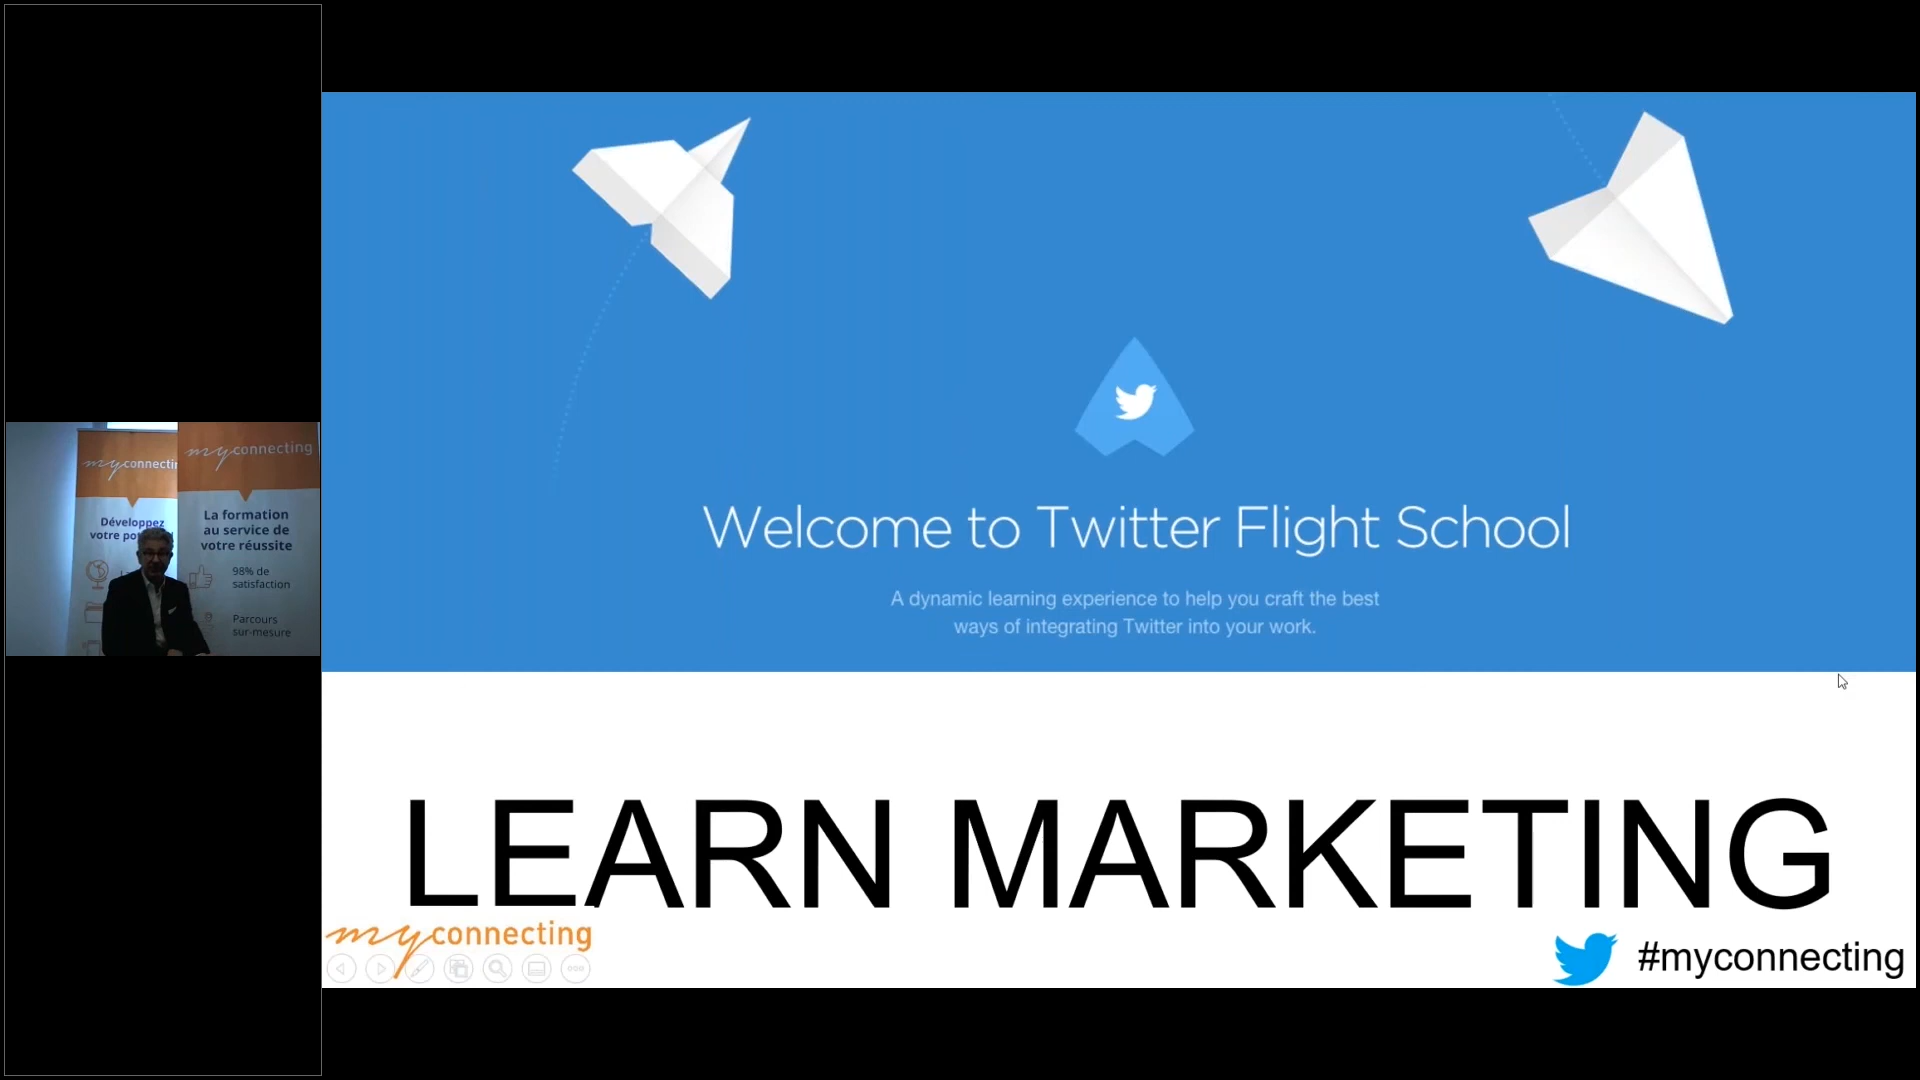 myconnecting
Développez
votre
myconnecting
La formation
au service de
votre réussite
98% de
satisfaction
Parcours
sur-mesure
Welcome to Twitter Flight School
A dynamic learning experience to help you craft the best
ways of integrating Twitter into your work.
LEARN MARKETING
myconnecting
#myconnecting